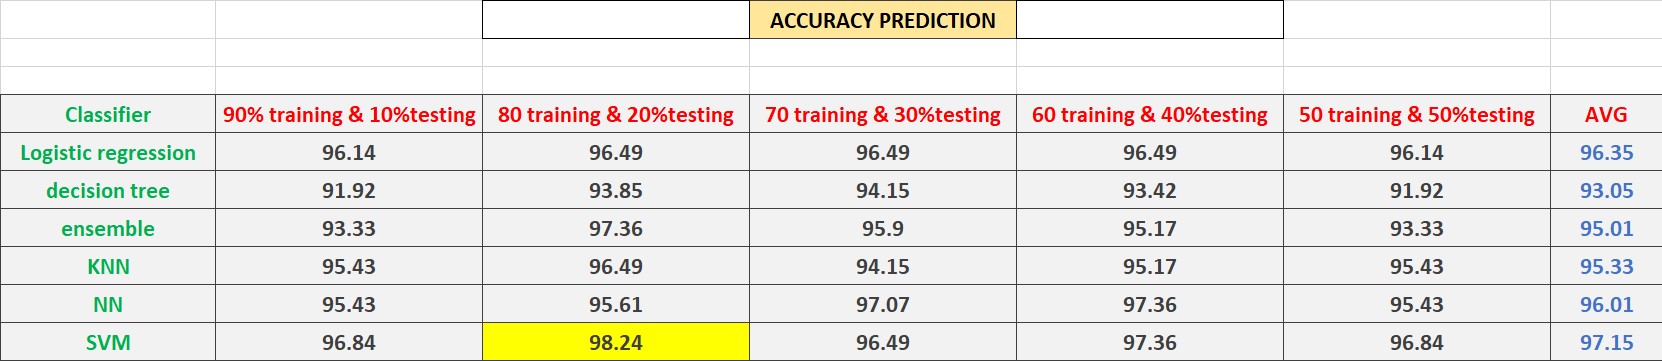 ACCURACY PREDICTION
Classifier 90% training & 10%testing 80 training & 20%testing 70 training & 30%testing 60 training & 40%testing 50 training & 50%testing AVG
Logistic regression 96.14 96.49 96.49 96.49 96.14 96.35
decision tree 91.92 93.85 94.15 93.42 91.92 93.05
ensemble 93.33 97.36 95.9 95.17 93.33 95.01
KNN 95.43 96.49 94.15 95.17 95.43 95.33
NN 95.43 95.61 97.07 97.36 95.43 96.01
SVM 96.84 98.24 96.49 97.36 96.84 97.15